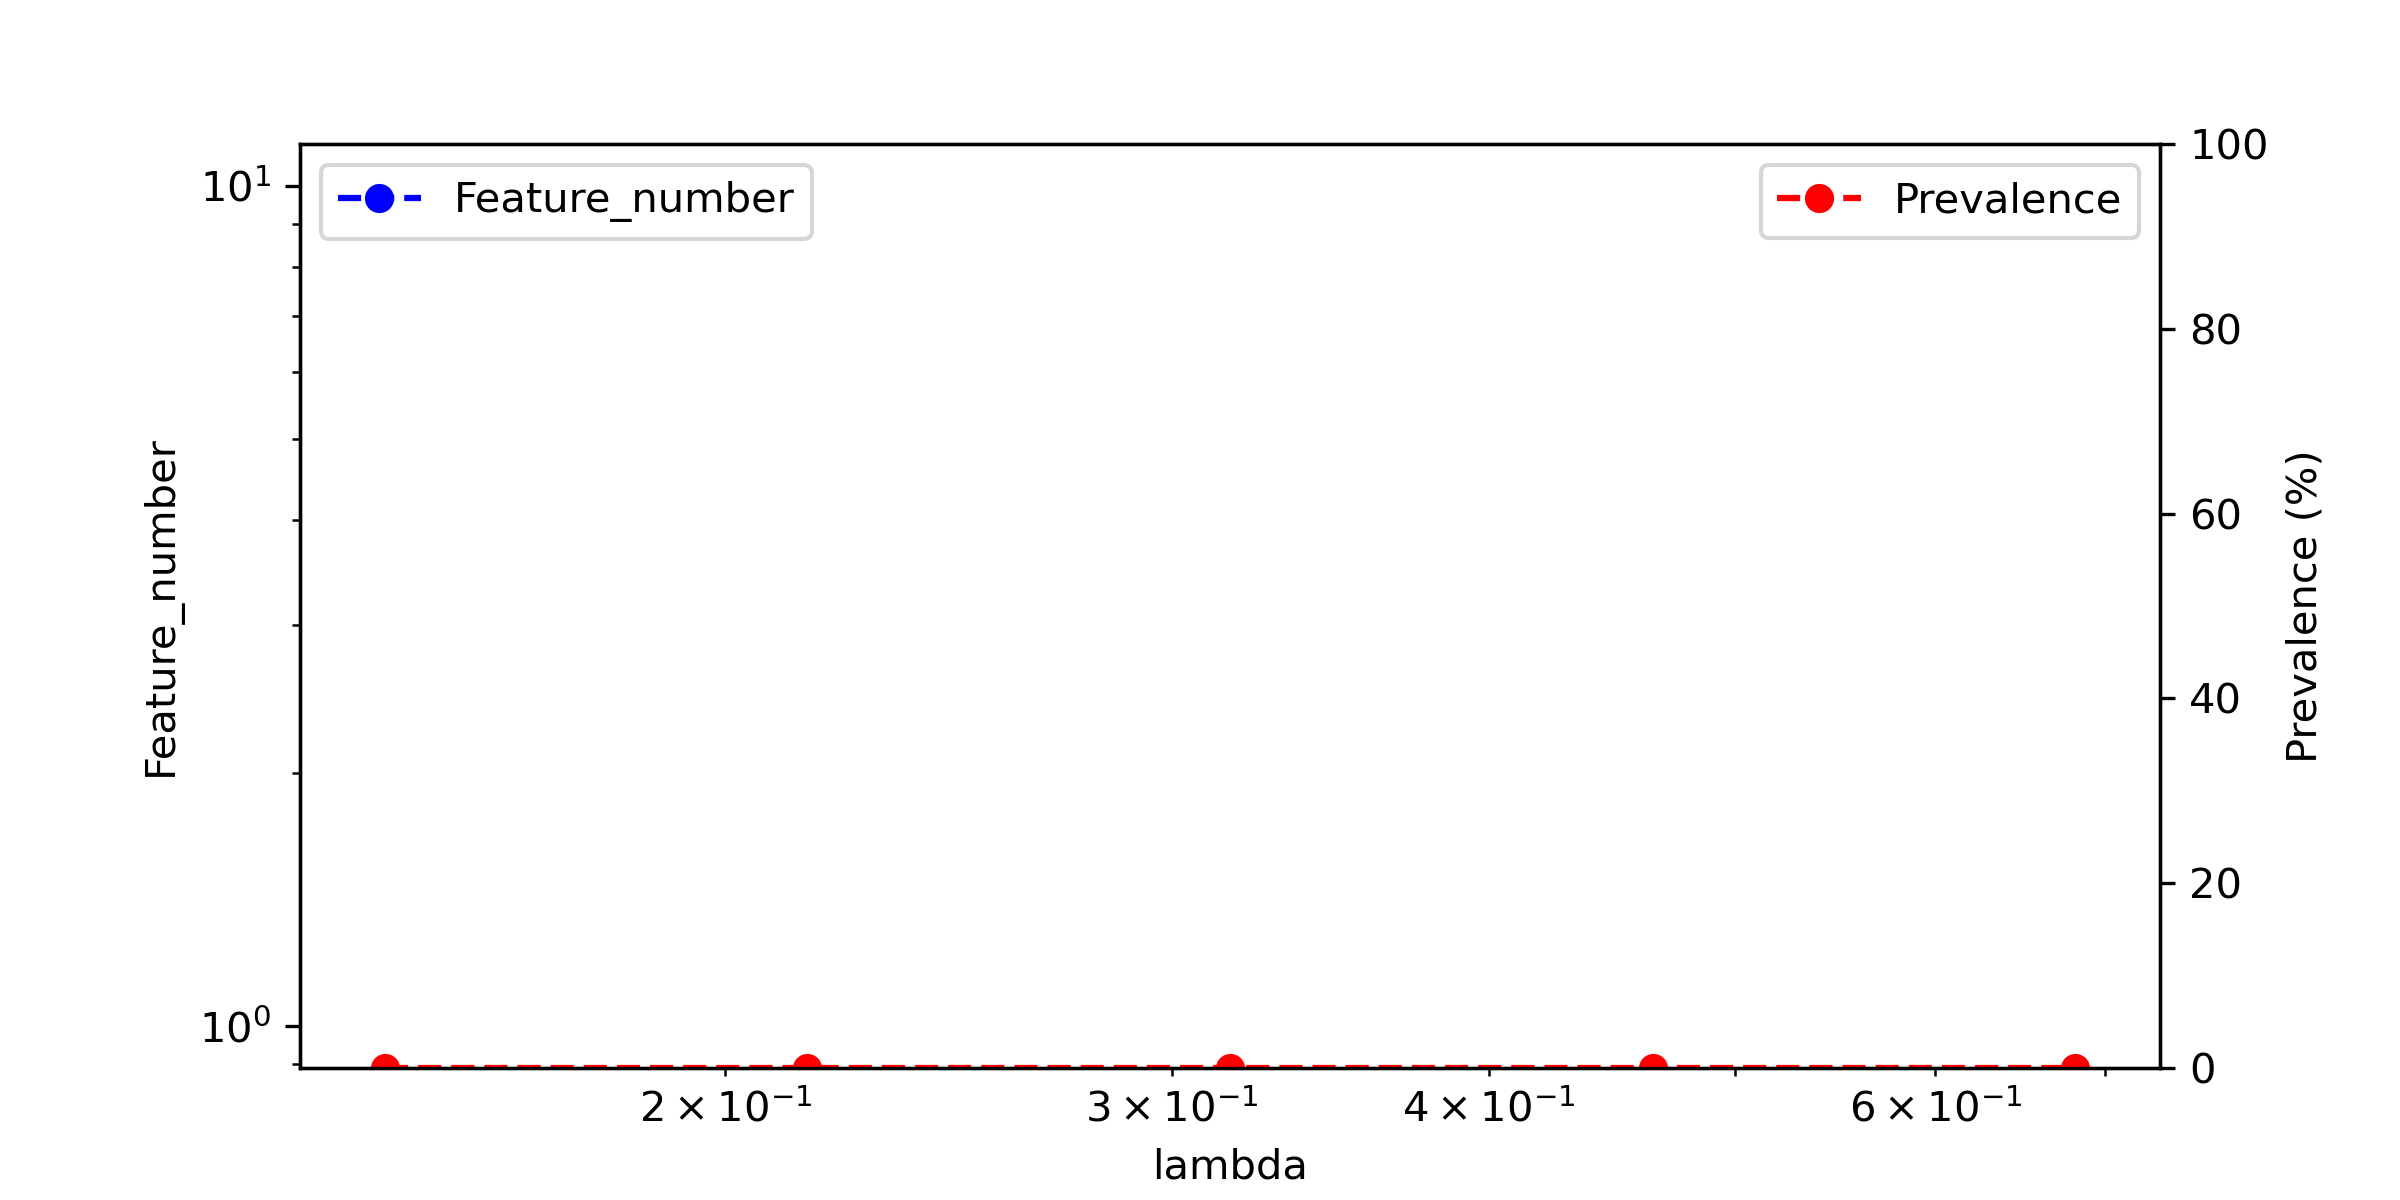 Feature_number
Prevalence
10¹
10⁰
Feature_number
100
80
60
40
20
0
Prevalence (%)
2 × 10⁻¹
3 × 10⁻¹
4 × 10⁻¹
6 × 10⁻¹
lambda